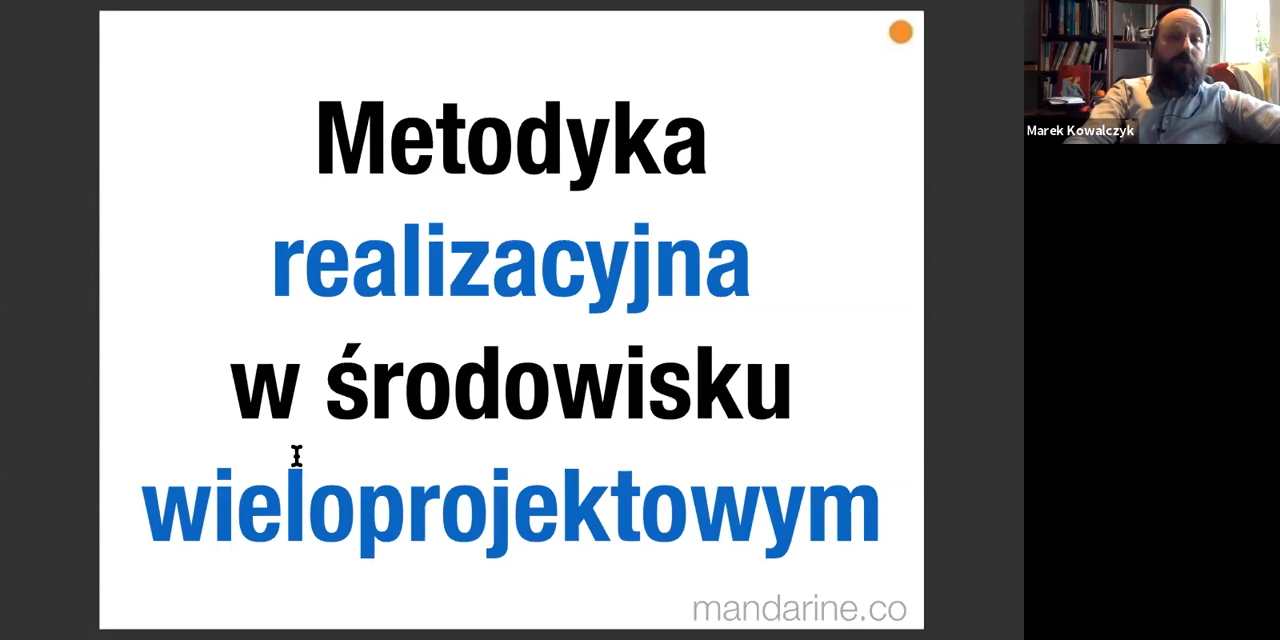 Metodyka
realizacyjna
w środowisku
wieloprojektowym
mandarine.co
Marek Kowalczyk